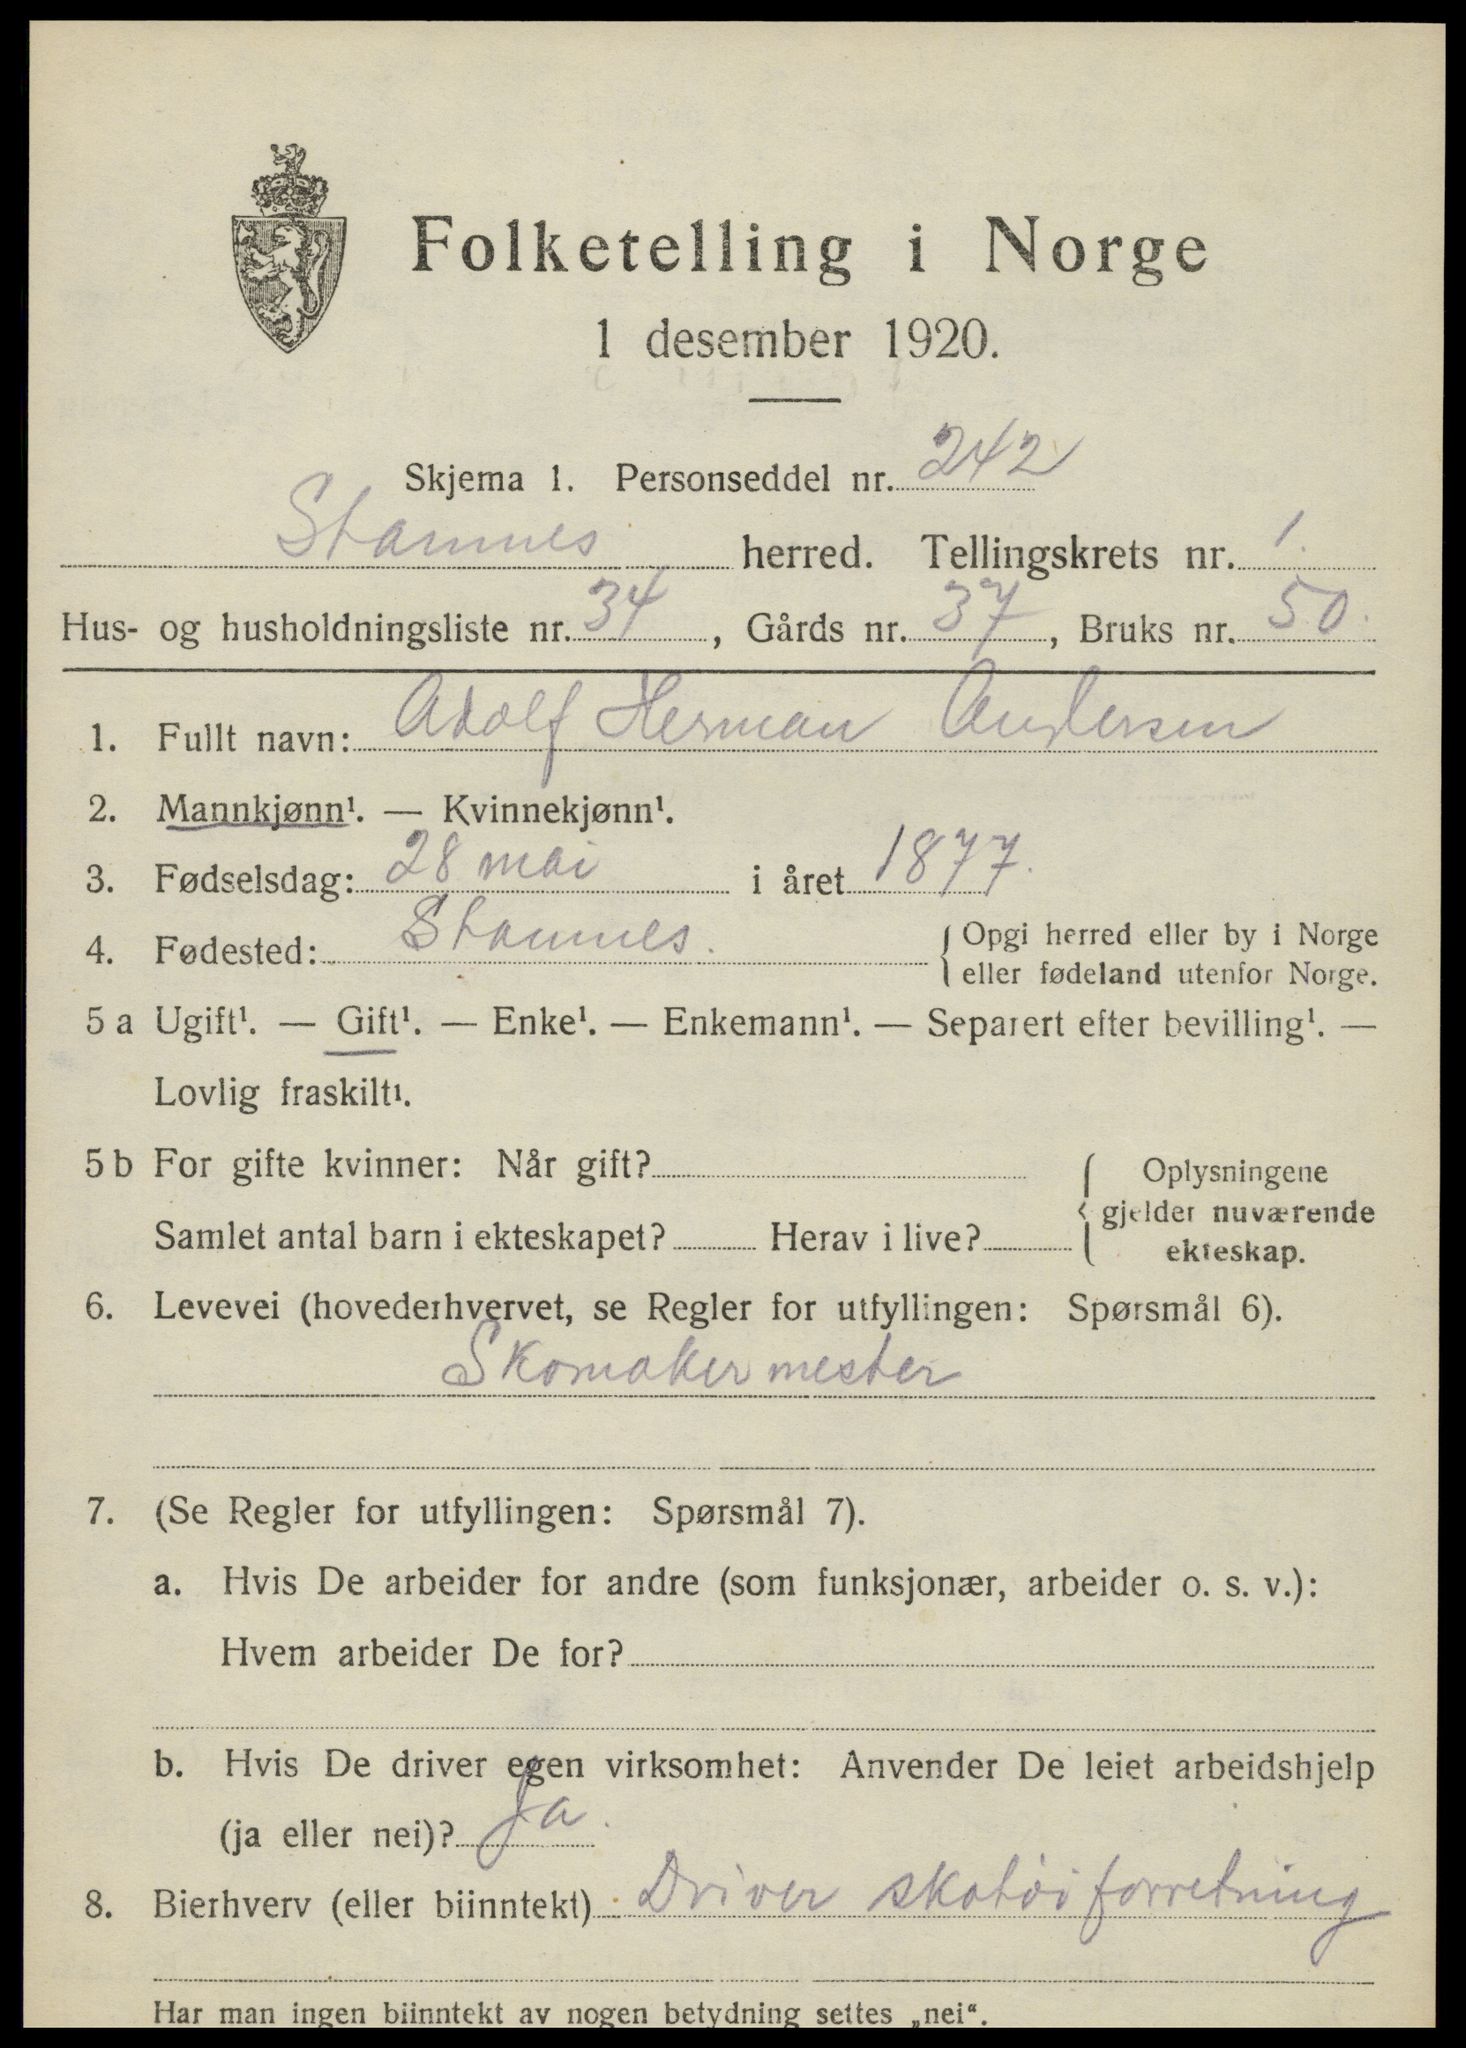 Folketelling i Norge
1 desember 1920.
Skjema 1. Personseddel nr. 242
Stamnes herred. Tellingskrets nr. 1.
Hus- og husholdningsliste nr. 34, Gårds nr. 37, Bruks nr. 50.
1. Fullt navn: Adolf Herman Andersen
2. Mannkjønn¹. — Kvinnekjønn¹.
3. Fødselsdag: 28 mai i året 1877.
4. Fødested: Stamnes. { Opgi herred eller by i Norge
eller fødeland utenfor Norge.
5 a Ugift¹. — Gift¹. — Enke¹. — Enkemann¹. — Separert efter bevilling¹. —
Lovlig fraskilt¹.
5 b For gifte kvinner: Når gift?
Samlet antal barn i ekteskapet? Herav i live?
{ Oplysningene
gjelder nuværende
ekteskap.
6. Levevei (hovederhvervet, se Regler for utfyllingen: Spørsmål 6).
Skomakermester
7. (Se Regler for utfyllingen: Spørsmål 7).
a. Hvis De arbeider for andre (som funksjonær, arbeider o. s. v.):
Hvem arbeider De for?
b. Hvis De driver egen virksomhet: Anvender De leiet arbeidshjelp
(ja eller nei)? Ja.
8. Bierhverv (eller biinntekt) Driver skotøiforretning
Har man ingen biinntekt av nogen betydning settes „nei“.